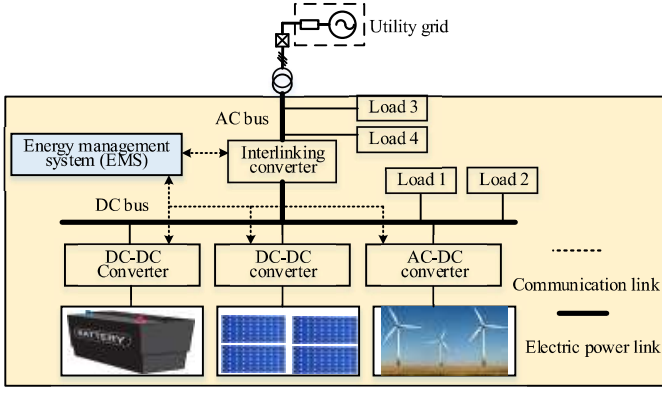 Utility grid
Load 3
AC bus
Load 4
Energy management
system (EMS)
Interlinking
converter
Load 1
Load 2
DC bus
DC-DC
Converter
DC-DC
converter
AC-DC
converter
Communication link
BATTERY
Electric power link